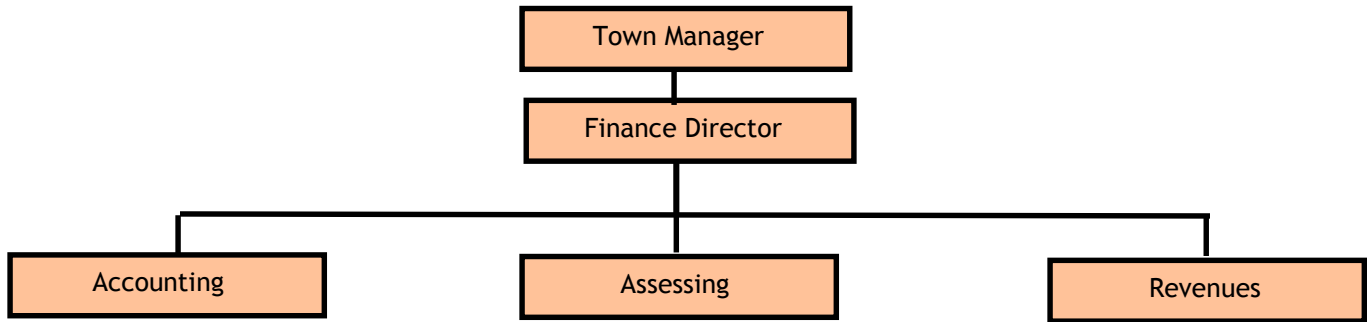 Town Manager
Finance Director
Accounting
Assessing
Revenues